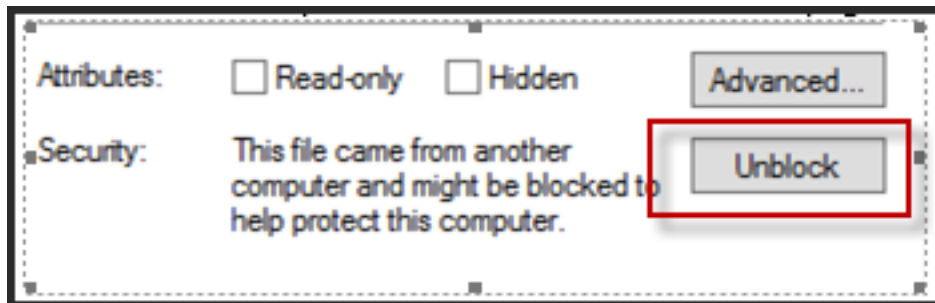 Attributes: Read-only Hidden Advanced...
Security: This file came from another Unblock
computer and might be blocked to
help protect this computer.